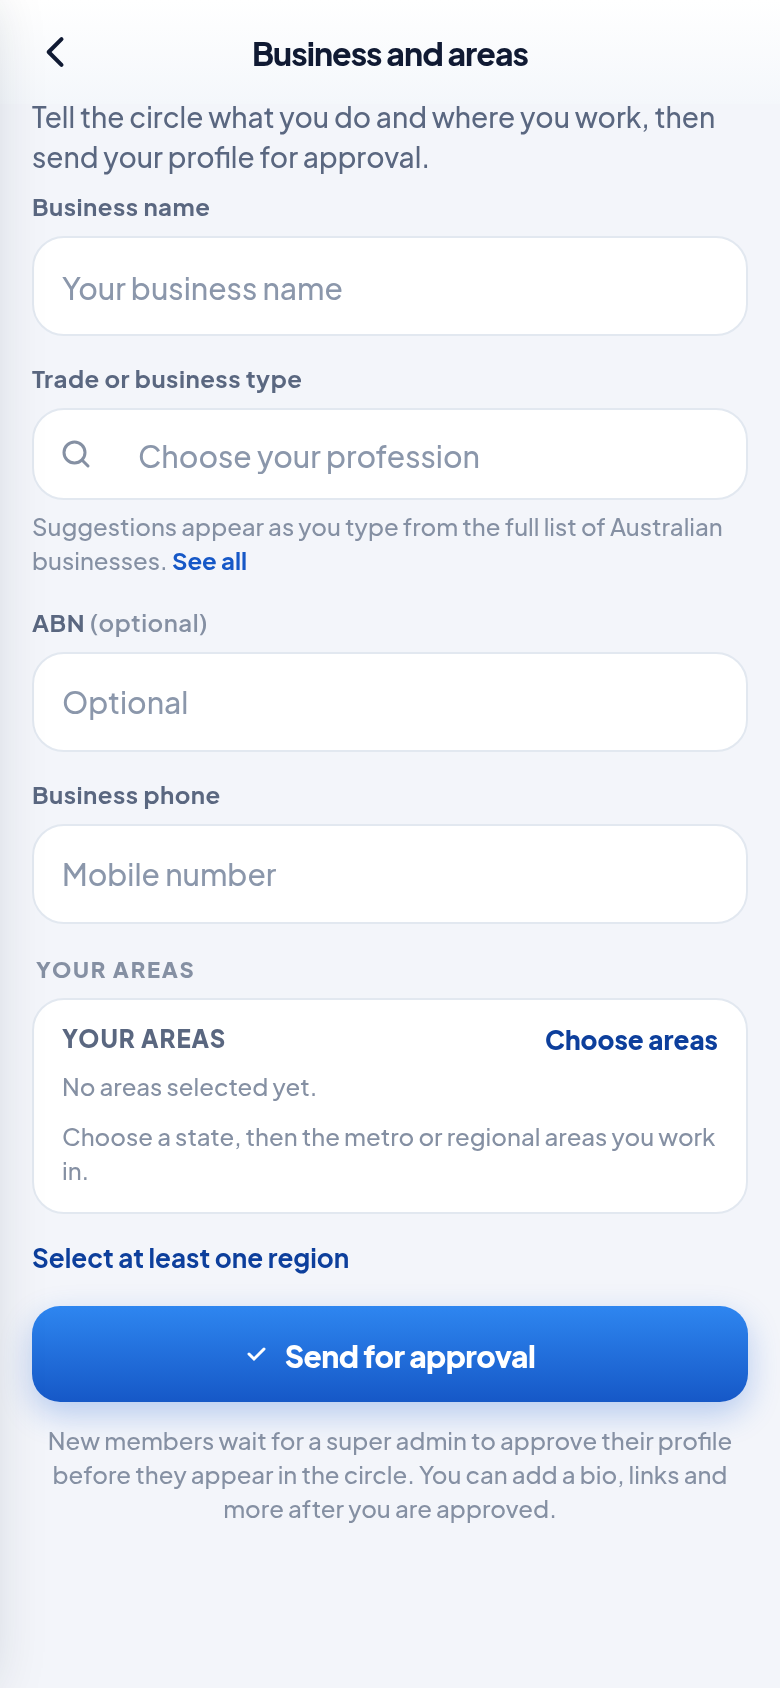 Business and areas
Tell the circle what you do and where you work, then
send your profile for approval.
Business name
Your business name
Trade or business type
Choose your profession
Suggestions appear as you type from the full list of Australian
businesses. See all
ABN (optional)
Optional
Business phone
Mobile number
YOUR AREAS
YOUR AREAS Choose areas
No areas selected yet.
Choose a state, then the metro or regional areas you work
in.
Select at least one region
Send for approval
New members wait for a super admin to approve their profile
before they appear in the circle. You can add a bio, links and
more after you are approved.